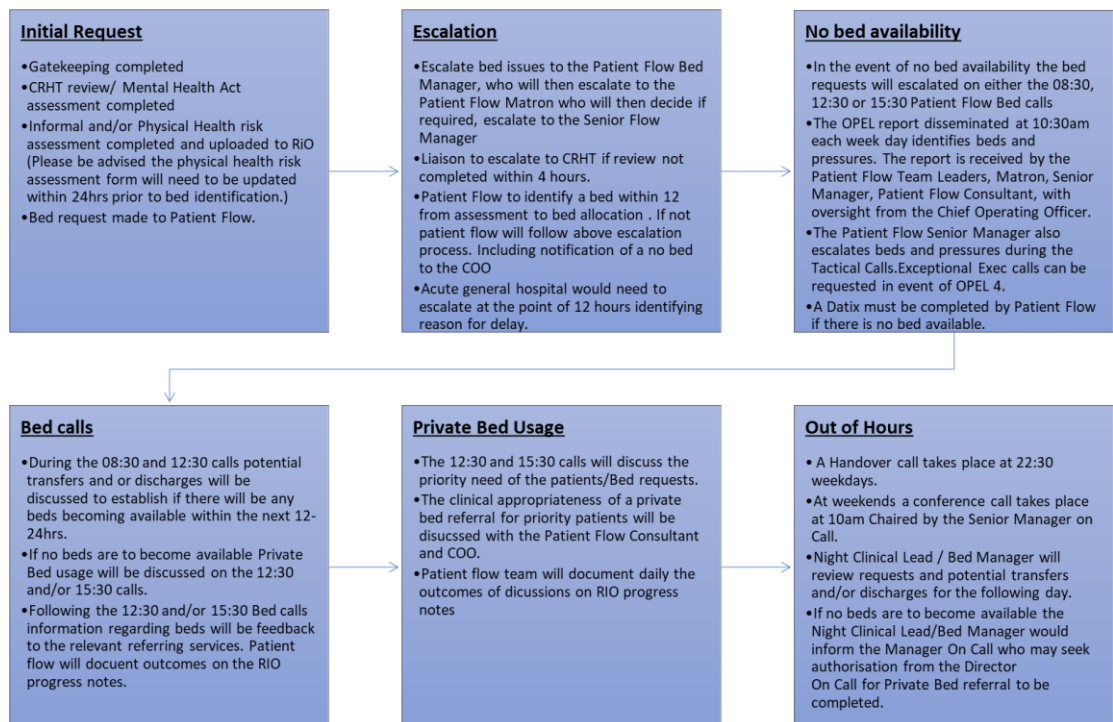 Initial Request
•Gatekeeping completed
•CRHT review/ Mental Health Act
assessment completed
•Informal and/or Physical Health risk
assessment completed and uploaded to RiO
(Please be advised the physical health risk
assessment form will need to be updated
within 24hrs prior to bed identification.)
•Bed request made to Patient Flow.
Escalation
•Escalate bed issues to the Patient Flow Bed
Manager, who will then escalate to the
Patient Flow Matron who will then decide if
required, escalate to the Senior Flow
Manager
•Liaison to escalate to CRHT if review not
completed within 4 hours.
•Patient Flow to identify a bed within 12
from assessment to bed allocation . If not
patient flow will follow above escalation
process. Including notification of a no bed
to the COO
•Acute general hospital would need to
escalate at the point of 12 hours identifying
reason for delay.
No bed availability
•In the event of no bed availability the bed
requests will escalated on either the 08:30,
12:30 or 15:30 Patient Flow Bed calls
•The OPEL report disseminated at 10:30am
each week day identifies beds and
pressures. The report is received by the
Patient Flow Team Leaders, Matron, Senior
Manager, Patient Flow Consultant, with
oversight from the Chief Operating Officer.
•The Patient Flow Senior Manager also
escalates beds and pressures during the
Tactical Calls.Exceptional Exec calls can be
requested in event of OPEL 4.
•A Datix must be completed by Patient Flow
if there is no bed available.
Bed calls
•During the 08:30 and 12:30 calls potential
transfers and or discharges will be
discussed to establish if there will be any
beds becoming available within the next 12-
24hrs.
•If no beds are to become available Private
Bed usage will be discussed on the 12:30
and/or 15:30 calls.
•Following the 12:30 and/or 15:30 Bed calls
information regarding beds will be feedback
to the relevant referring services. Patient
flow will docuent outcomes on the RIO
progress notes.
Private Bed Usage
•The 12:30 and 15:30 calls will discuss the
priority need of the patients/Bed requests.
•The clinical appropriateness of a private
bed referral for priority patients will be
disucssed with the Patient Flow Consultant
and COO.
•Patient flow team will document daily the
outcomes of dicussions on RIO progress
notes
Out of Hours
• A Handover call takes place at 22:30
weekdays.
•At weekends a conference call takes place
at 10am Chaired by the Senior Manager on
Call.
•Night Clinical Lead / Bed Manager will
review requests and potential transfers
and/or discharges for the following day.
•If no beds are to become available the
Night Clinical Lead/Bed Manager would
inform the Manager On Call who may seek
authorisation from the Director
On Call for Private Bed referral to be
completed.